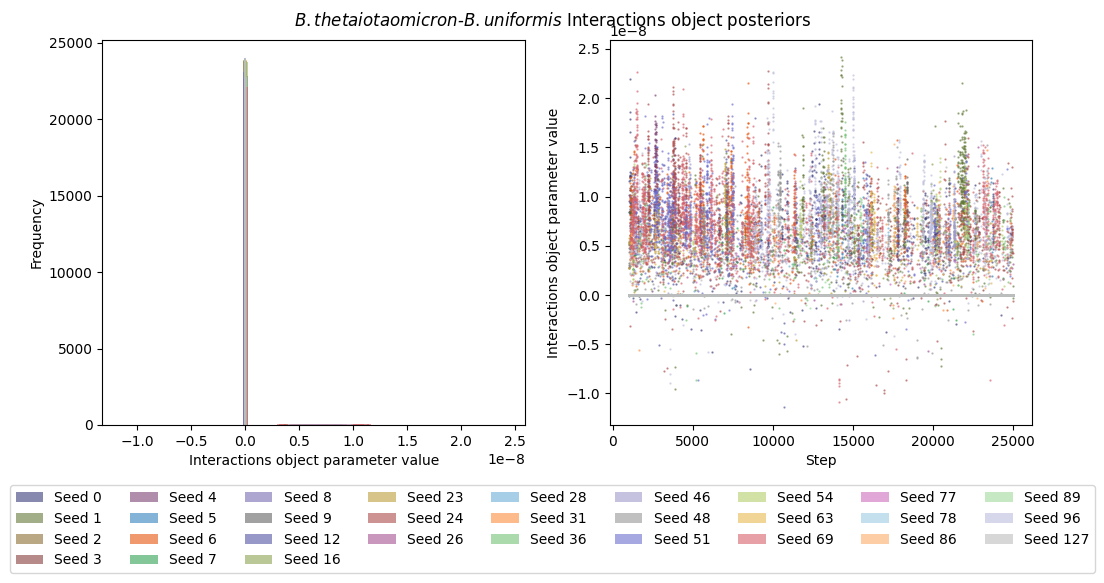 B.thetaiotaomicron-B.uniformis Interactions object posteriors
25000
20000
15000
10000
5000
0
Frequency
−1.0 −0.5 0.0 0.5 1.0 1.5 2.0 2.5
1e−8
Interactions object parameter value
1e−8
2.5
2.0
1.5
1.0
0.5
0.0
−0.5
−1.0
Interactions object parameter value
0 5000 10000 15000 20000 25000
Step
Seed 0 Seed 4 Seed 8 Seed 23 Seed 28 Seed 46 Seed 54 Seed 77 Seed 89
Seed 1 Seed 5 Seed 9 Seed 24 Seed 31 Seed 48 Seed 63 Seed 78 Seed 96
Seed 2 Seed 6 Seed 12 Seed 26 Seed 36 Seed 51 Seed 69 Seed 86 Seed 127
Seed 3 Seed 7 Seed 16